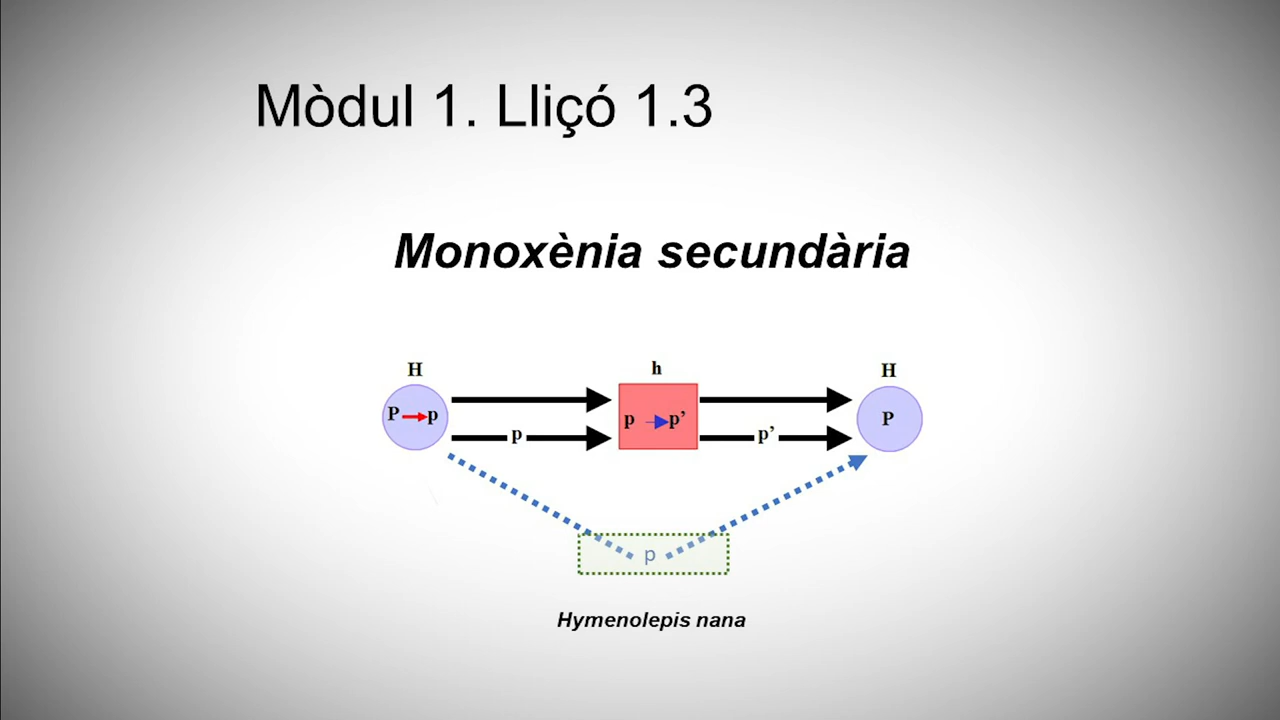 Mòdul 1. Lliçó 1.3
Monoxènia secundària
H h H
P p p p’ P
p p’
p
Hymenolepis nana